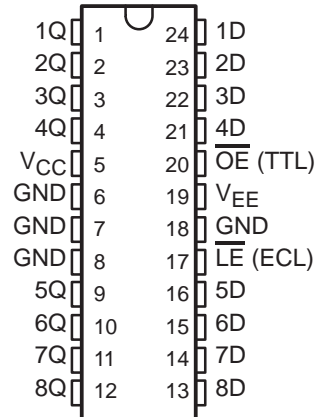 1Q 1 24 1D
2Q 2 23 2D
3Q 3 22 3D
4Q 4 21 4D
VCC 5 20 OE (TTL)
GND 6 19 VEE
GND 7 18 GND
GND 8 17 LE (ECL)
5Q 9 16 5D
6Q 10 15 6D
7Q 11 14 7D
8Q 12 13 8D